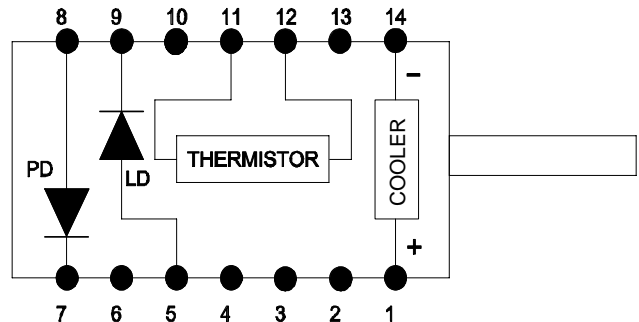 8 9 10 11 12 13 14
−
THERMISTOR
COOLER
PD
LD
+
7 6 5 4 3 2 1